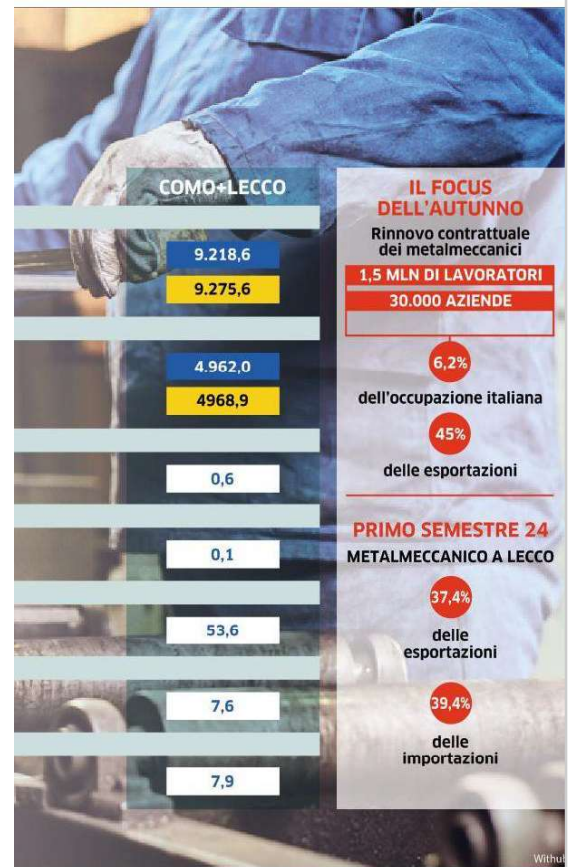 COMO+LECCO
9.218,6
9.275,6
4.962,0
4968,9
0,6
0,1
53,6
7,6
7,9
IL FOCUS
DELL'AUTUNNO
Rinnovo contrattuale
dei metalmeccanici
1,5 MLN DI LAVORATORI
30.000 AZIENDE
6,2%
dell'occupazione italiana
45%
delle esportazioni
PRIMO SEMESTRE 24
METALMECCANICO A LECCO
37,4%
delle
esportazioni
39,4%
delle
importazioni
Withub